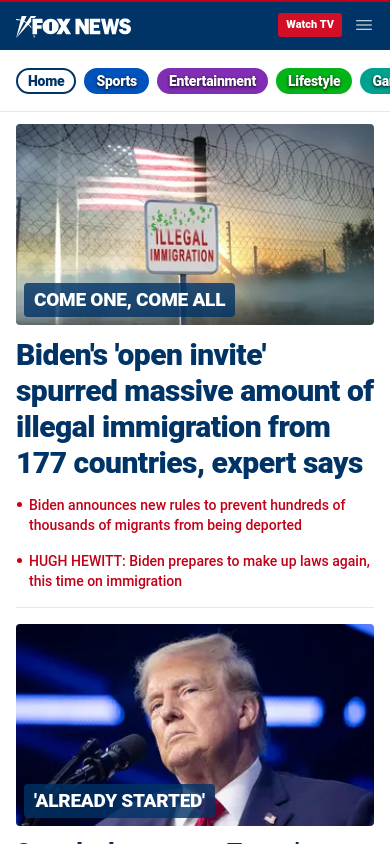 FOX NEWS
Watch TV
Home
Sports
Entertainment
Lifestyle
ILLEGAL
IMMIGRATION
COME ONE, COME ALL
Biden's 'open invite'
spurred massive amount of
illegal immigration from
177 countries, expert says
• Biden announces new rules to prevent hundreds of
thousands of migrants from being deported
• HUGH HEWITT: Biden prepares to make up laws again,
this time on immigration
'ALREADY STARTED'